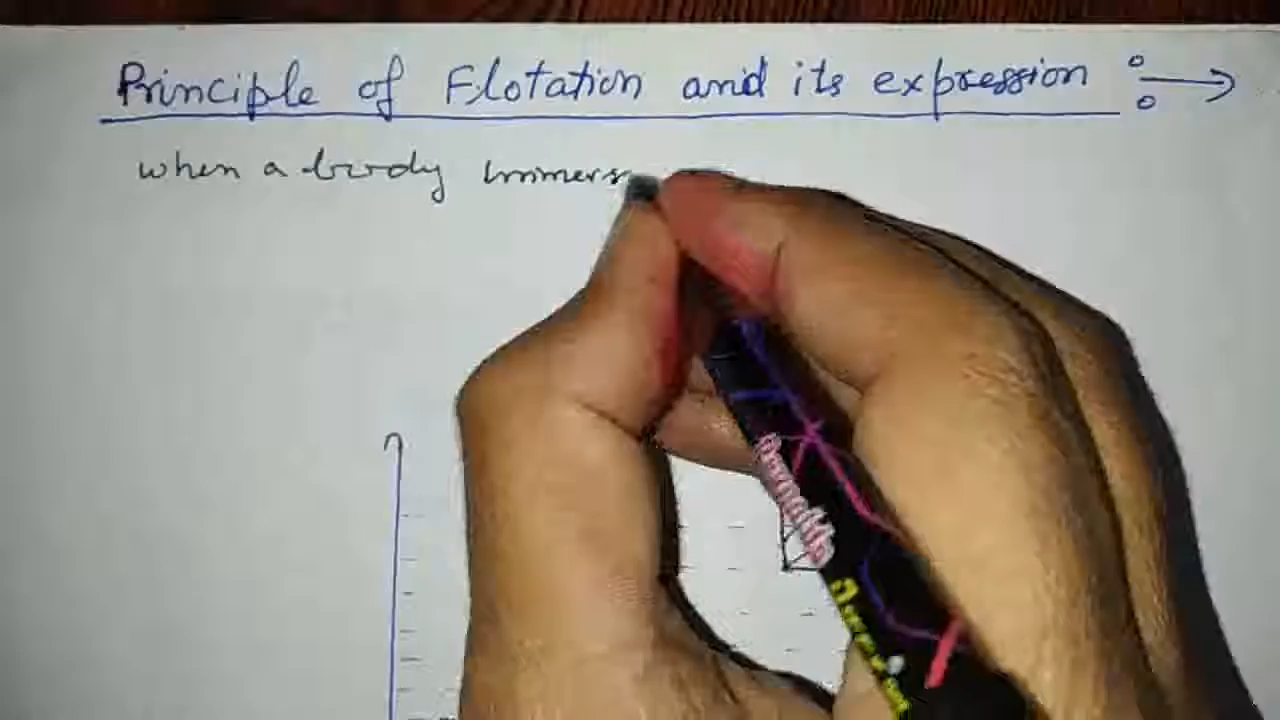 Principle of Flotation and its expression
when a body immers